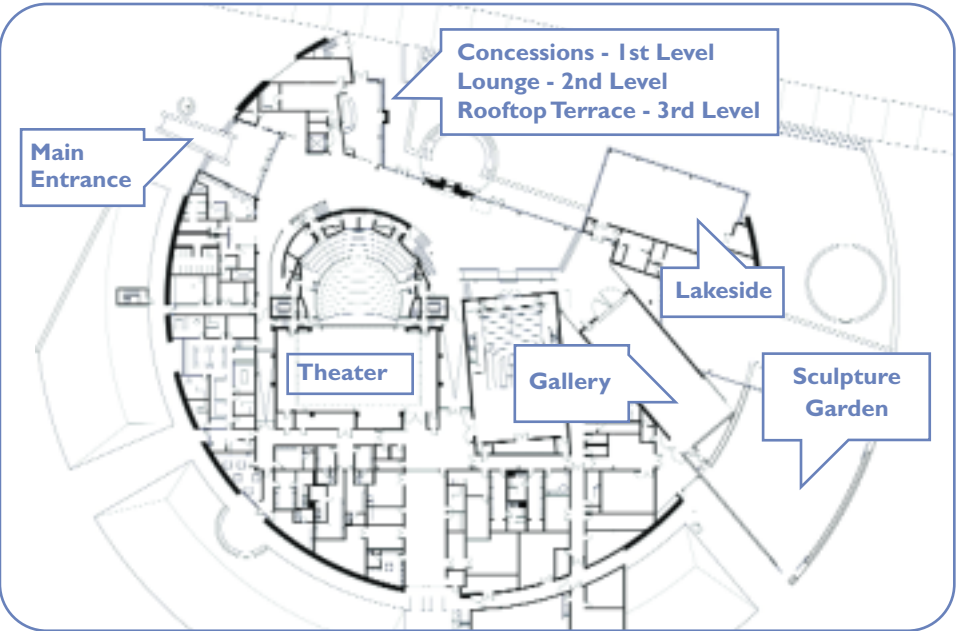 Concessions - 1st Level
Lounge - 2nd Level
Rooftop Terrace - 3rd Level
Main
Entrance
Lakeside
Theater
Gallery
Sculpture
Garden